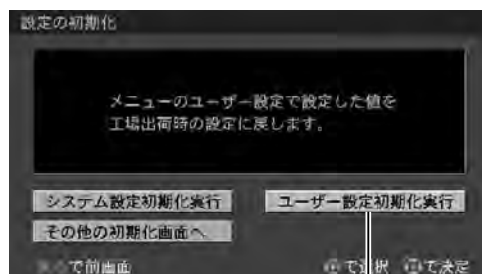 設定の初期化
メニューのユーザー設定で設定した値を
工場出荷時の設定に戻します。
システム設定初期化実行
ユーザー設定初期化実行
その他の初期化画面へ
で前画面
で選択
で決定